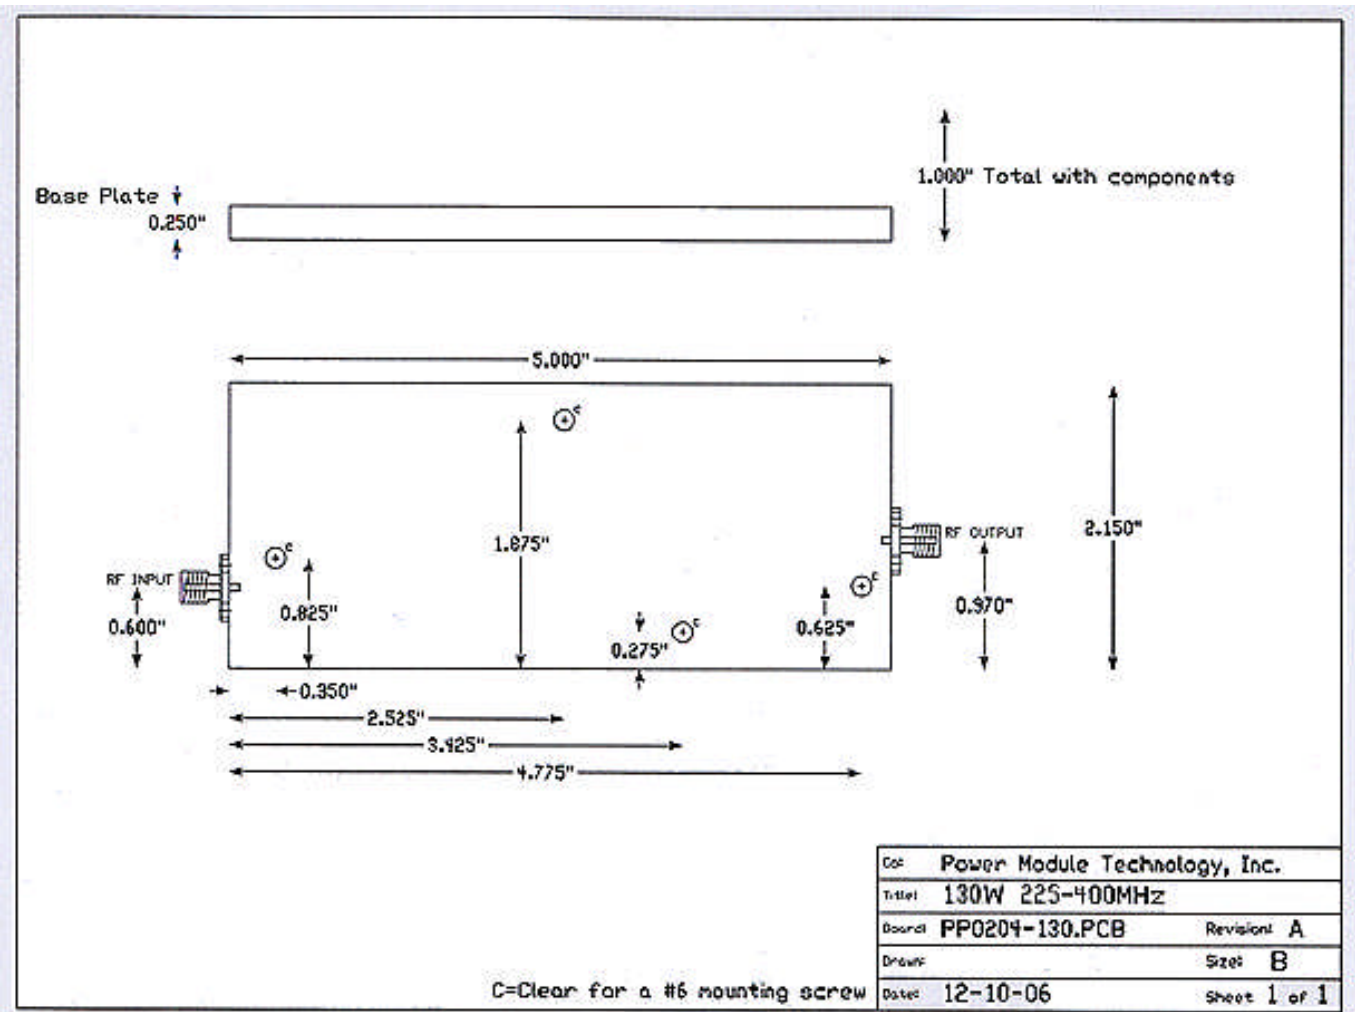 1.000" Total with components
Base Plate
0.250"
5.000"
C
1.875"
2.150"
RF OUTPUT
C
RF INPUT
C
0.970"
0.825"
0.600"
0.625"
C
0.275"
0.350"
2.525"
3.425"
4.775"
Co: Power Module Technology, Inc.
Title: 130W 225-400MHz
Board: PP0204-130.PCB Revision: A
Drawn: Size: B
C=Clear for a #6 mounting screw
Date: 12-10-06 Sheet 1 of 1